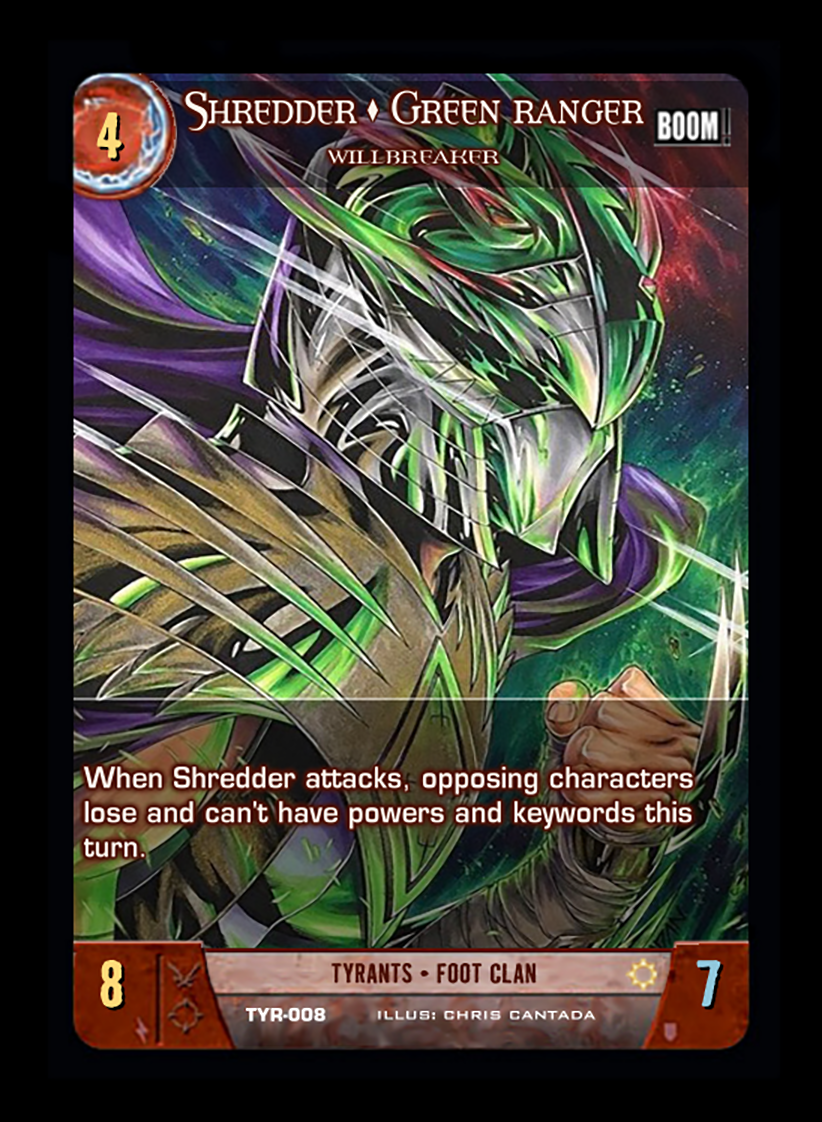 4
Shredder ♦ Green Ranger
BOOM!
WILLBREAKER
When Shredder attacks, opposing characters
lose and can't have powers and keywords this
turn.
8
TYRANTS • FOOT CLAN
7
TYR-008 ILLUS: CHRIS CANTADA